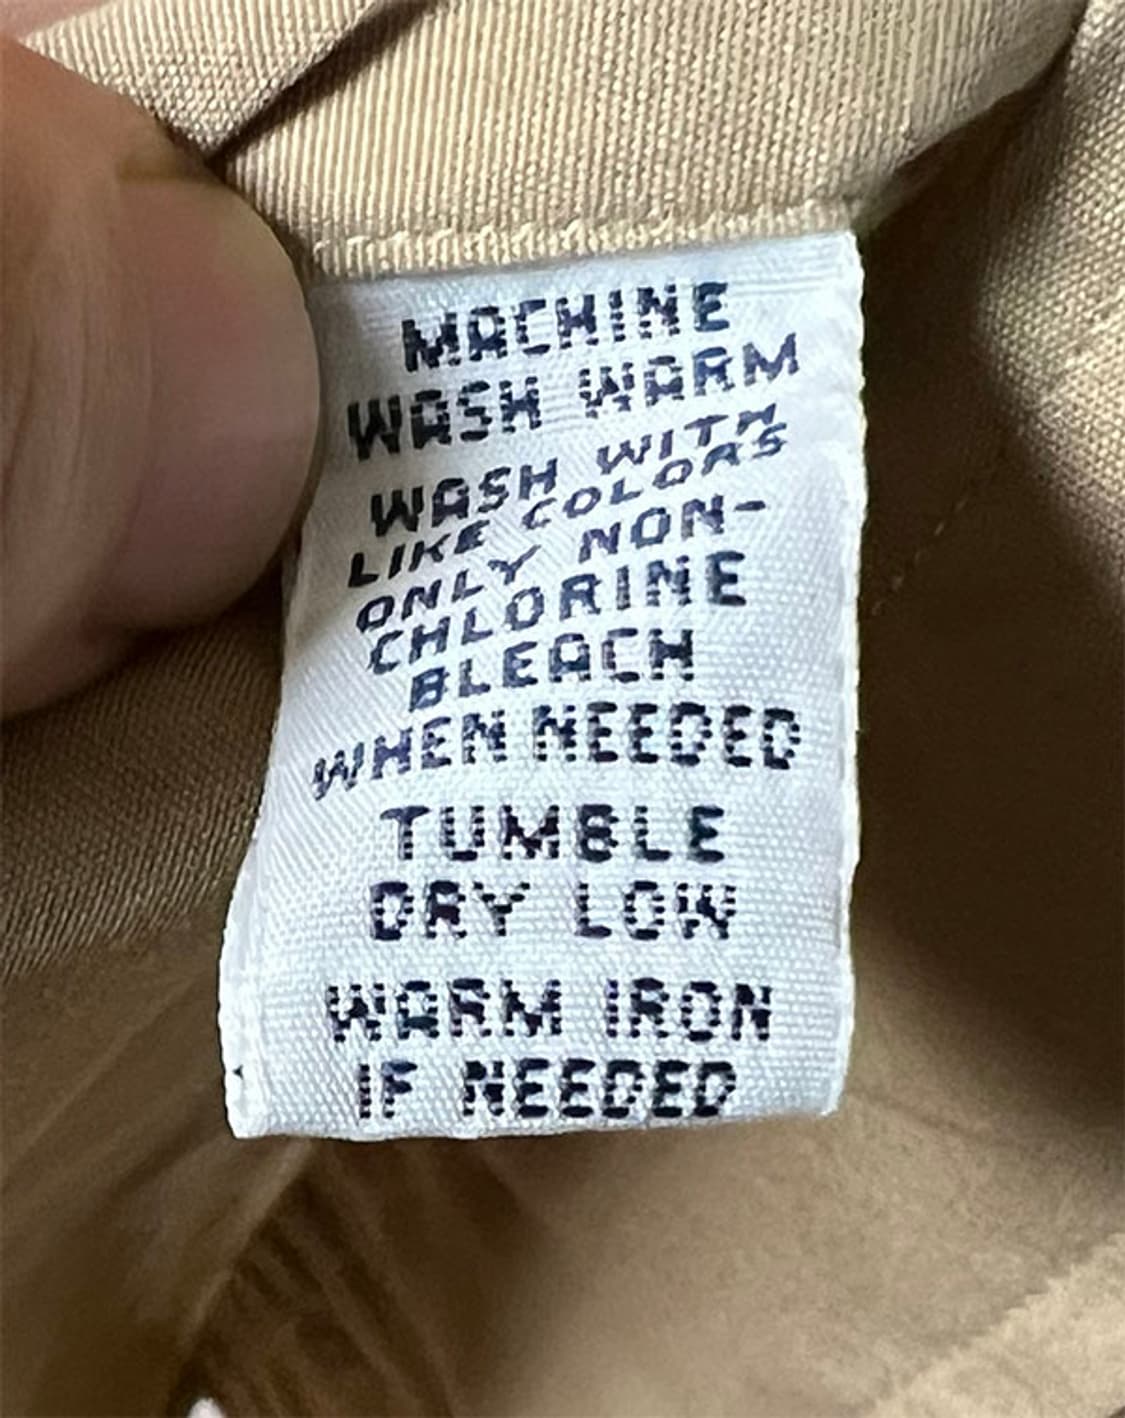 MACHINE
WASH WARM
WASH WITH
LIKE COLORS
ONLY NON-
CHLORINE
BLEACH
WHEN NEEDED
TUMBLE
DRY LOW
WARM IRON
IF NEEDED